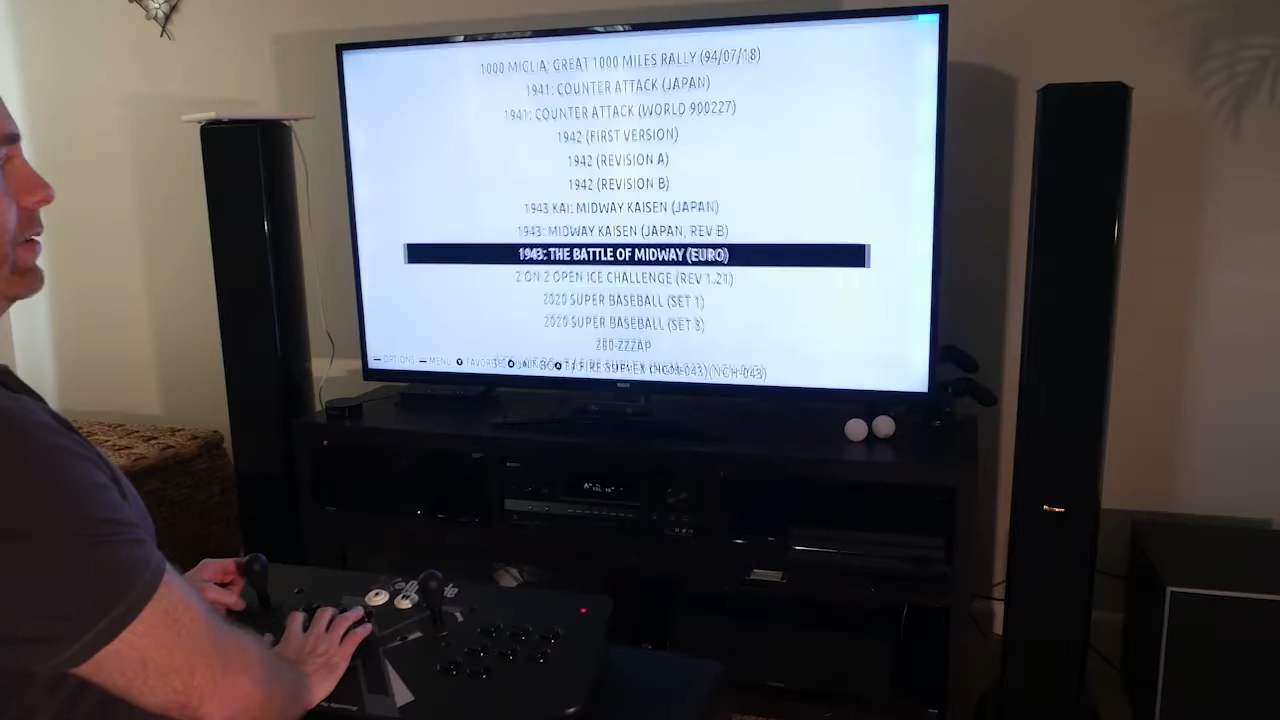 1000 MIGLIA: GREAT 1000 MILES RALLY (94/07/18)
1941: COUNTER ATTACK (JAPAN)
1941: COUNTER ATTACK (WORLD 900227)
1942 (FIRST VERSION)
1942 (REVISION A)
1942 (REVISION B)
1943 KAI: MIDWAY KAISEN (JAPAN)
1943: MIDWAY KAISEN (JAPAN, REV B)
1943: THE BATTLE OF MIDWAY (EURO)
2 ON 2 OPEN ICE CHALLENGE (REV 1.21)
2020 SUPER BASEBALL (SET 1)
2020 SUPER BASEBALL (SET 3)
280-ZZZAP
OPTIONS MENU